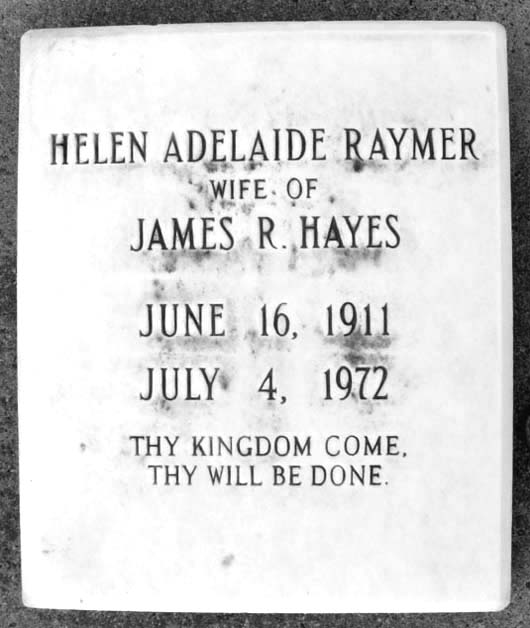 HELEN ADELAIDE RAYMER
WIFE OF
JAMES R. HAYES
JUNE 16, 1911
JULY 4, 1972
THY KINGDOM COME,
THY WILL BE DONE.